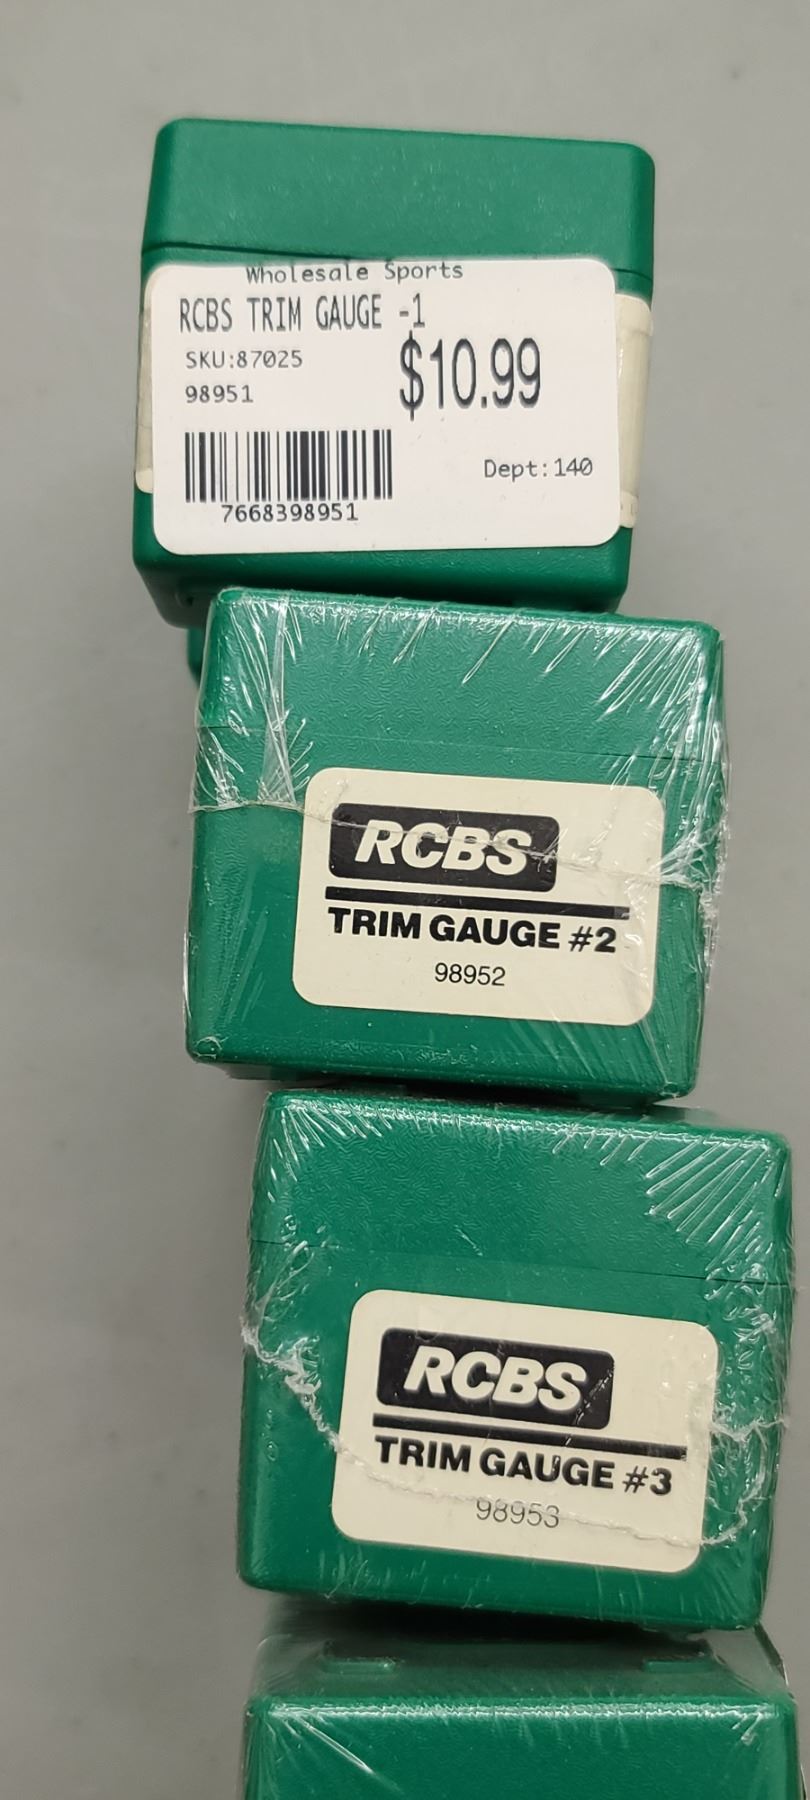 Wholesale Sports
RCBS TRIM GAUGE -1
SKU:87025
$10.99
98951
Dept:140
7668398951
RCBS
TRIM GAUGE #2
98952
RCBS
TRIM GAUGE #3
98953